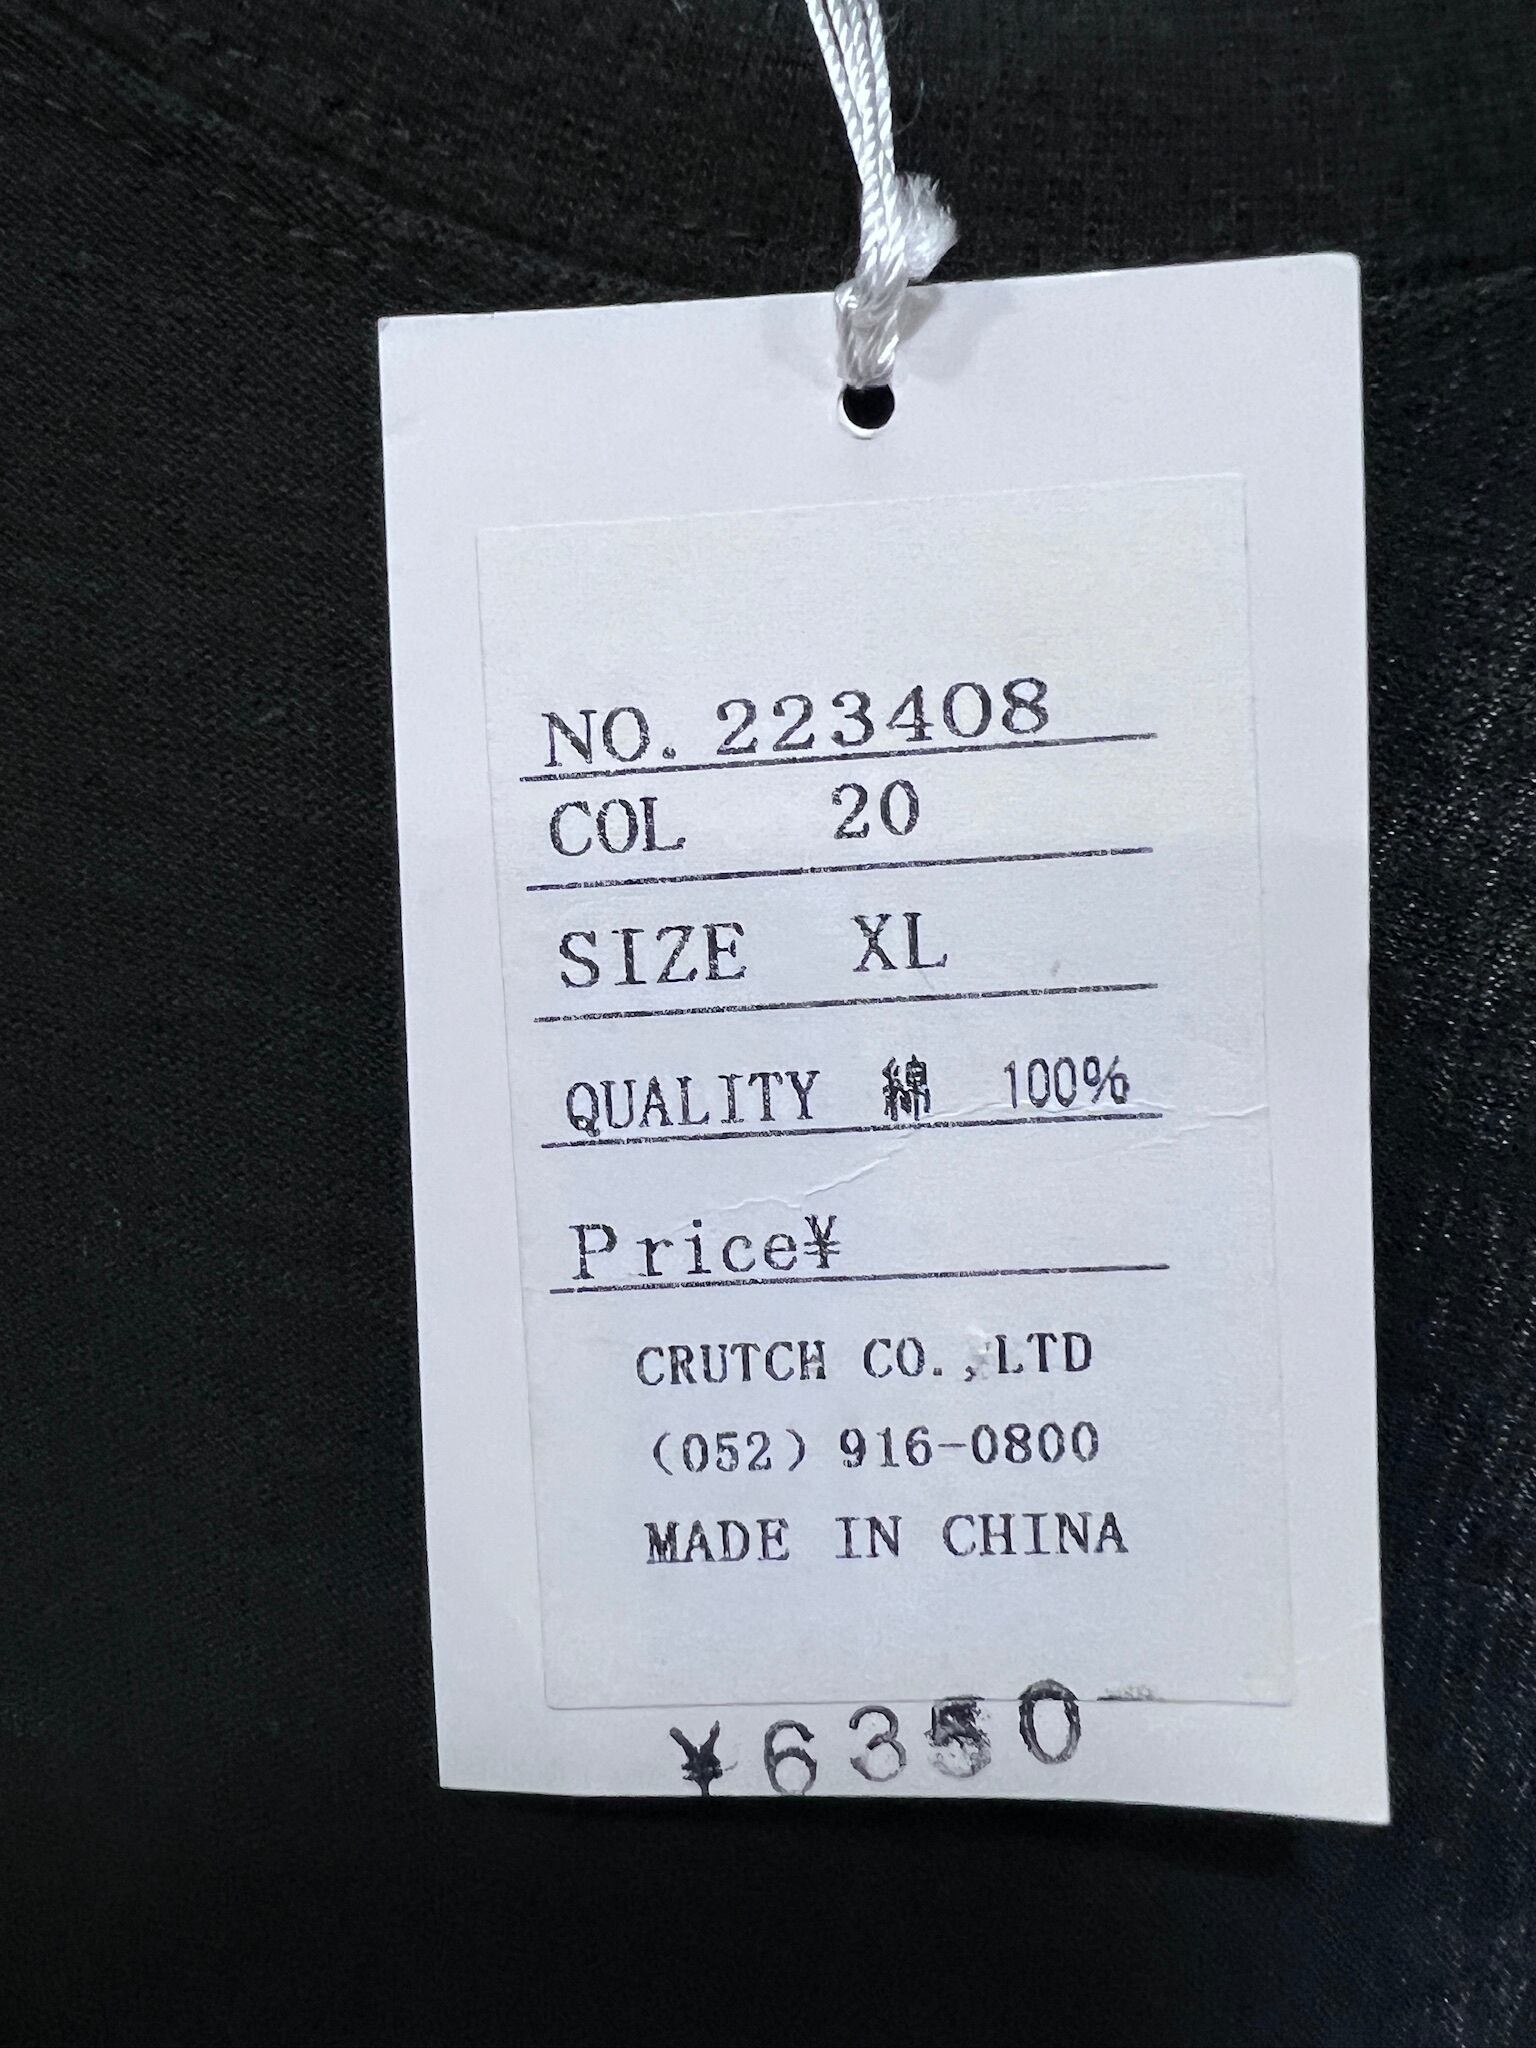 NO. 223408
COL 20
SIZE XL
QUALITY 綿 100%
Price¥
CRUTCH CO.,LTD
(052) 916-0800
MADE IN CHINA
¥6350